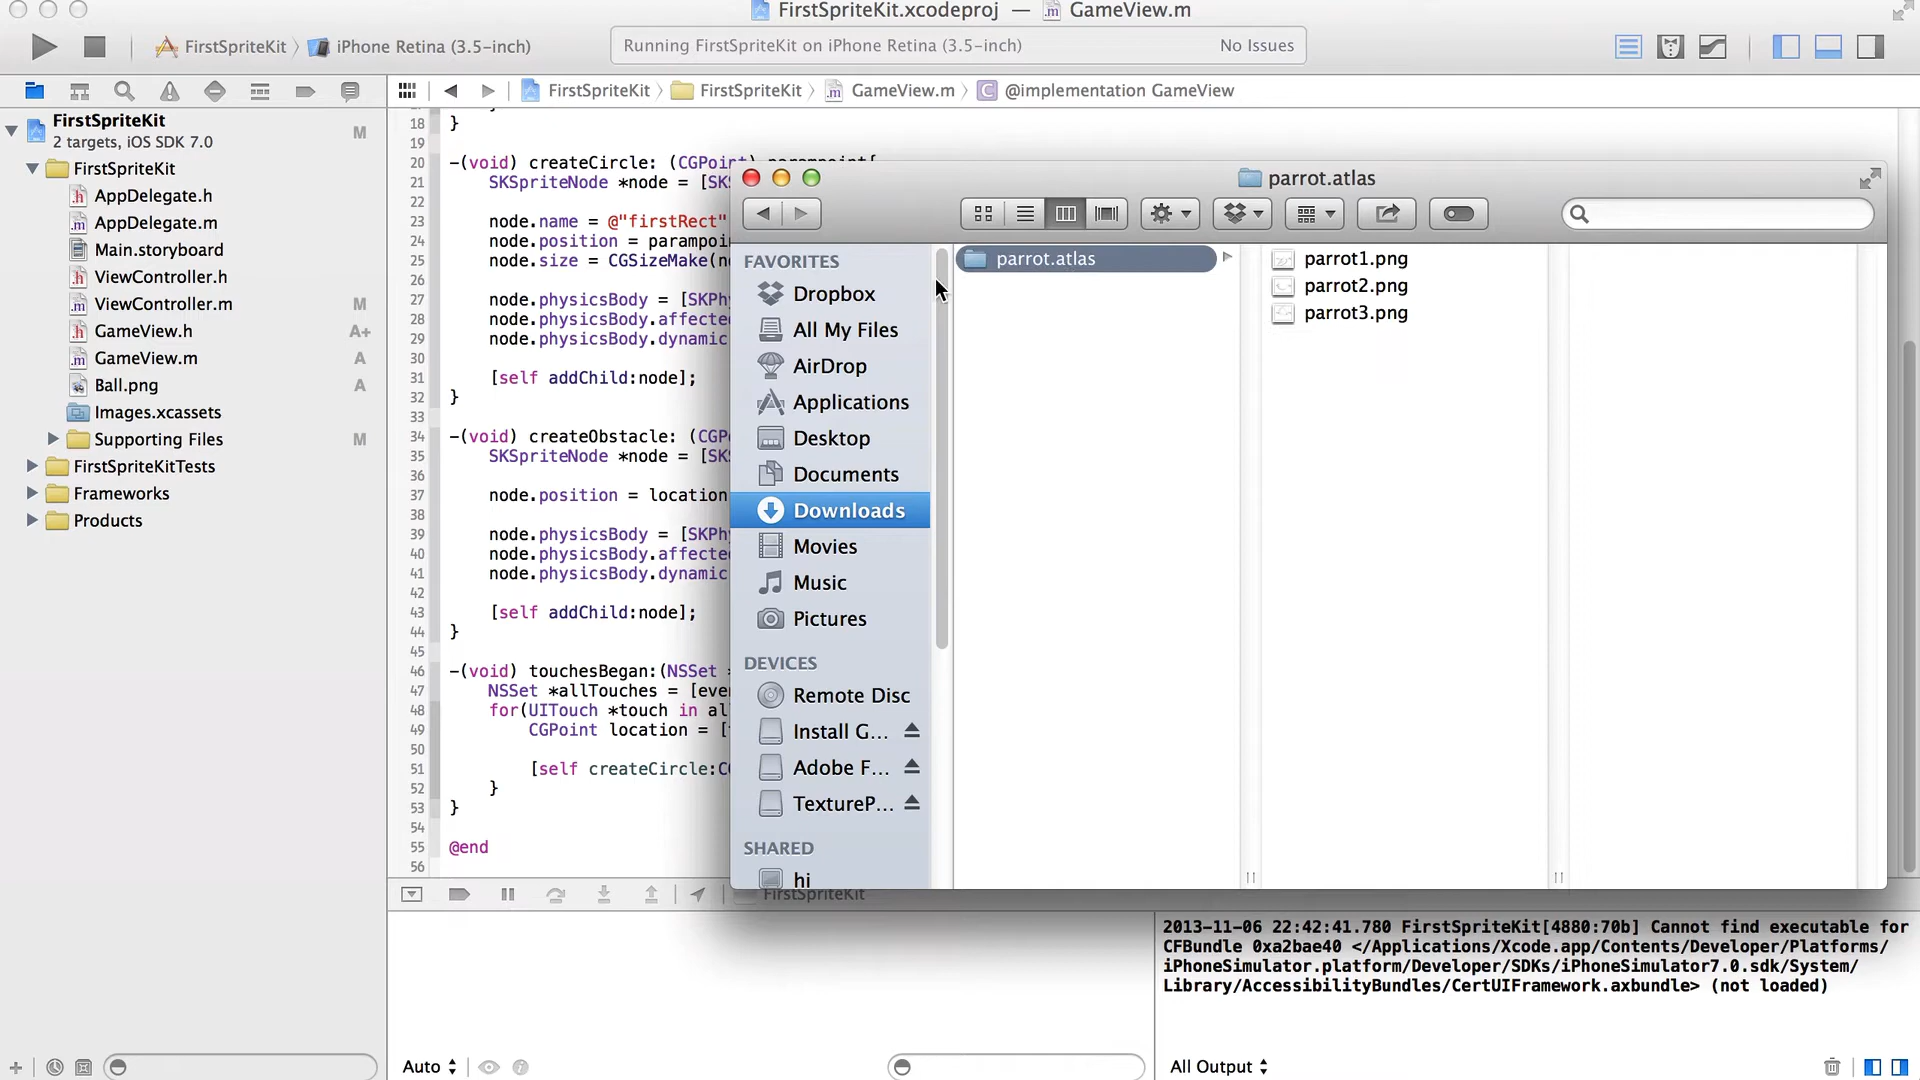 FirstSpriteKit.xcodeproj — GameView.m
FirstSpriteKit
iPhone Retina (3.5-inch)
Running FirstSpriteKit on iPhone Retina (3.5-inch)
No Issues
FirstSpriteKit
FirstSpriteKit
GameView.m
@implementation GameView
FirstSpriteKit
2 targets, iOS SDK 7.0
M
FirstSpriteKit
AppDelegate.h
AppDelegate.m
Main.storyboard
ViewController.h
ViewController.m
M
GameView.h
A+
GameView.m
A
Ball.png
A
Images.xcassets
Supporting Files
M
FirstSpriteKitTests
Frameworks
Products
18 }
19
20 -(void) createCircle: (CGPoint) parampoint{
21 SKSpriteNode *node = [SK
22
23 node.name = @"firstRect"
24 node.position = parampoi
25 node.size = CGSizeMake(n
26
27 node.physicsBody = [SKPh
28 node.physicsBody.affecte
29 node.physicsBody.dynamic
30
31 [self addChild:node];
32 }
33
34 -(void) createObstacle: (CGP
35 SKSpriteNode *node = [SK
36
37 node.position = location
38
39 node.physicsBody = [SKP
40 node.physicsBody.affecte
41 node.physicsBody.dynamic
42
43 [self addChild:node];
44 }
45
46 -(void) touchesBegan:(NSSet
47 NSSet *allTouches = [eve
48 for(UITouch *touch in al
49 CGPoint location = [
50
51 [self createCircle:C
52 }
53 }
54
55 @end
56
parrot.atlas
FAVORITES
Dropbox
All My Files
AirDrop
Applications
Desktop
Documents
Downloads
Movies
Music
Pictures
DEVICES
Remote Disc
Install G...
Adobe F...
TextureP...
SHARED
hi
parrot.atlas
parrot1.png
parrot2.png
parrot3.png
FirstSpriteKit
2013-11-06 22:42:41.780 FirstSpriteKit[4880:70b] Cannot find executable for
CFBundle 0xa2bae40 </Applications/Xcode.app/Contents/Developer/Platforms/
iPhoneSimulator.platform/Developer/SDKs/iPhoneSimulator7.0.sdk/System/
Library/AccessibilityBundles/CertUIFramework.axbundle> (not loaded)
Auto
All Output